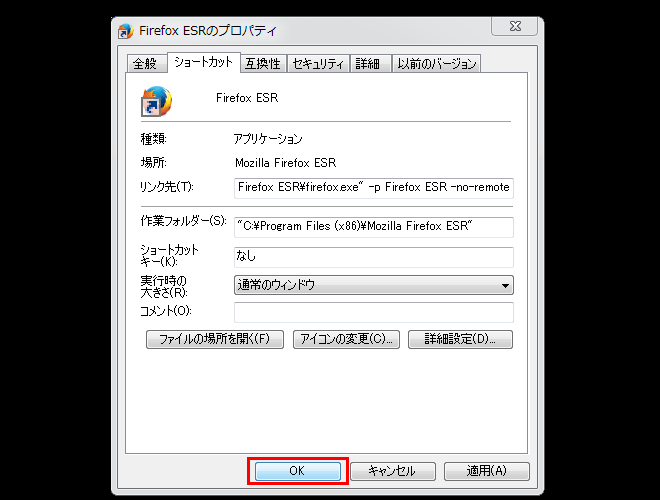 Firefox ESRのプロパティ
全般 ショートカット 互換性 セキュリティ 詳細 以前のバージョン
Firefox ESR
種類: アプリケーション
場所: Mozilla Firefox ESR
リンク先(T): Firefox ESR¥firefox.exe" -p Firefox ESR -no-remote
作業フォルダー(S): "C:¥Program Files (x86)¥Mozilla Firefox ESR"
ショートカット
キー(K): なし
実行時の
大きさ(R): 通常のウィンドウ
コメント(O):
ファイルの場所を開く(F) アイコンの変更(C)... 詳細設定(D)...
OK キャンセル 適用(A)